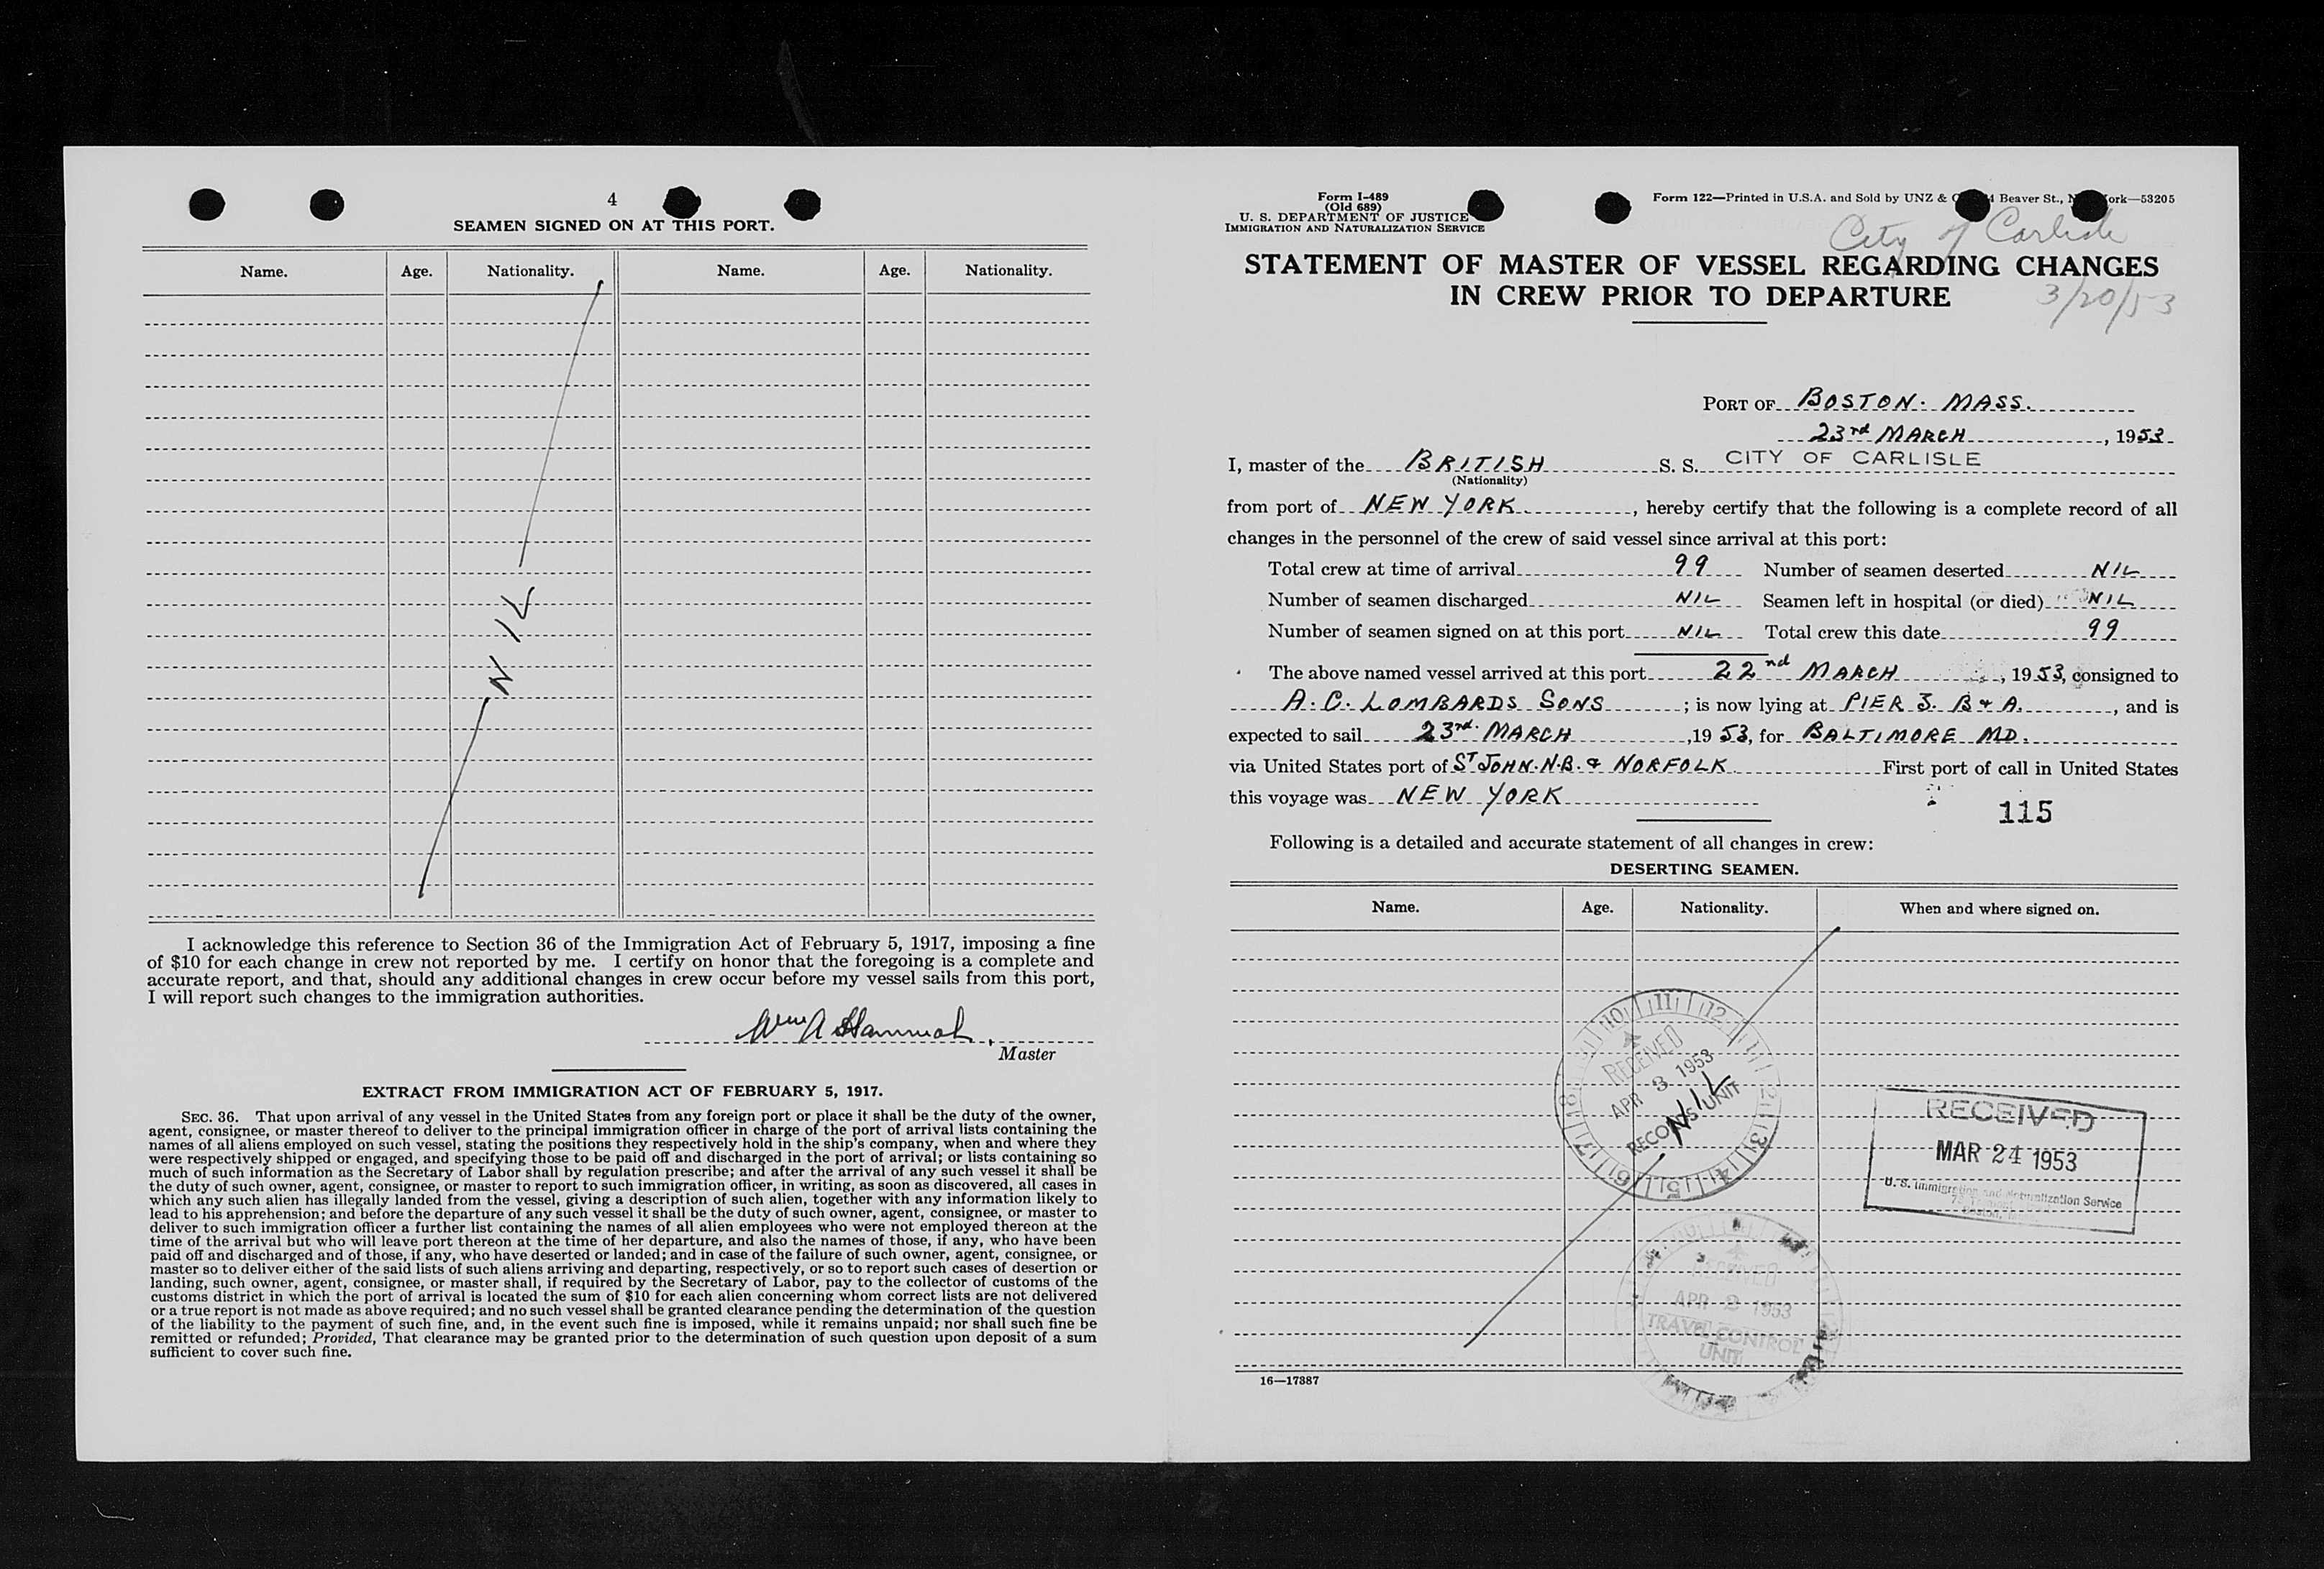 4
SEAMEN SIGNED ON AT THIS PORT.
Name. Age. Nationality. Name. Age. Nationality.
NIL
I acknowledge this reference to Section 36 of the Immigration Act of February 5, 1917, imposing a fine
of $10 for each change in crew not reported by me. I certify on honor that the foregoing is a complete and
accurate report, and that, should any additional changes in crew occur before my vessel sails from this port,
I will report such changes to the immigration authorities.
Master
EXTRACT FROM IMMIGRATION ACT OF FEBRUARY 5, 1917.
SEC. 36. That upon arrival of any vessel in the United States from any foreign port or place it shall be the duty of the owner,
agent, consignee, or master thereof to deliver to the principal immigration officer in charge of the port of arrival lists containing the
names of all aliens employed on such vessel, stating the positions they respectively hold in the ship's company, when and where they
were respectively shipped or engaged, and specifying those to be paid off and discharged in the port of arrival; or lists containing so
much of such information as the Secretary of Labor shall by regulation prescribe; and after the arrival of any such vessel it shall be
the duty of such owner, agent, consignee, or master to report to such immigration officer, in writing, as soon as discovered, all cases in
which any such alien has illegally landed from the vessel, giving a description of such alien, together with any information likely to
lead to his apprehension; and before the departure of any such vessel it shall be the duty of such owner, agent, consignee, or master to
deliver to such immigration officer a further list containing the names of all alien employees who were not employed thereon at the
time of the arrival but who will leave port thereon at the time of her departure, and also the names of those, if any, who have been
paid off and discharged and of those, if any, who have deserted or landed; and in case of the failure of such owner, agent, consignee, or
master so to deliver either of the said lists of such aliens arriving and departing, respectively, or so to report such cases of desertion or
landing, such owner, agent, consignee, or master shall, if required by the Secretary of Labor, pay to the collector of customs of the
customs district in which the port of arrival is located the sum of $10 for each alien concerning whom correct lists are not delivered
or a true report is not made as above required; and no such vessel shall be granted clearance pending the determination of the question
of the liability to the payment of such fine, and, in the event such fine is imposed, while it remains unpaid; nor shall such fine be
remitted or refunded; Provided, That clearance may be granted prior to the determination of such question upon deposit of a sum
sufficient to cover such fine.
Form I-489
(Old 689)
U. S. DEPARTMENT OF JUSTICE
IMMIGRATION AND NATURALIZATION SERVICE
Form 122—Printed in U.S.A. and Sold by UNZ & Beaver St., 53205
City of Carlisle
STATEMENT OF MASTER OF VESSEL REGARDING CHANGES
IN CREW PRIOR TO DEPARTURE
3/20/53
PORT OF BOSTON. MASS.
23rd MARCH, 1953
I, master of the BRITISH S. S. CITY OF CARLISLE
(Nationality)
from port of NEW YORK, hereby certify that the following is a complete record of all
changes in the personnel of the crew of said vessel since arrival at this port:
Total crew at time of arrival 99 Number of seamen deserted NIL
Number of seamen discharged NIL Seamen left in hospital (or died) NIL
Number of seamen signed on at this port NIL Total crew this date 99
The above named vessel arrived at this port 22nd MARCH, 1953, consigned to
A. C. LOMBARDS SONS; is now lying at PIER 3. B & A., and is
expected to sail 23rd. MARCH, 1953, for BALTIMORE MD.
via United States port of ST JOHN. N.B. & NORFOLK First port of call in United States
this voyage was NEW YORK
115
Following is a detailed and accurate statement of all changes in crew:
DESERTING SEAMEN.
Name. Age. Nationality. When and where signed on.
10 11 12 1 2 3 4 5 6 7 8
RECEIVED
APR 3 1953
RECORDS UNIT
NIL
RECEIVED
MAR 24 1953
U. S. Immigration and Naturalization Service
RECEIVED
APR 2 1953
TRAVEL CONTROL
UNIT
16—17387